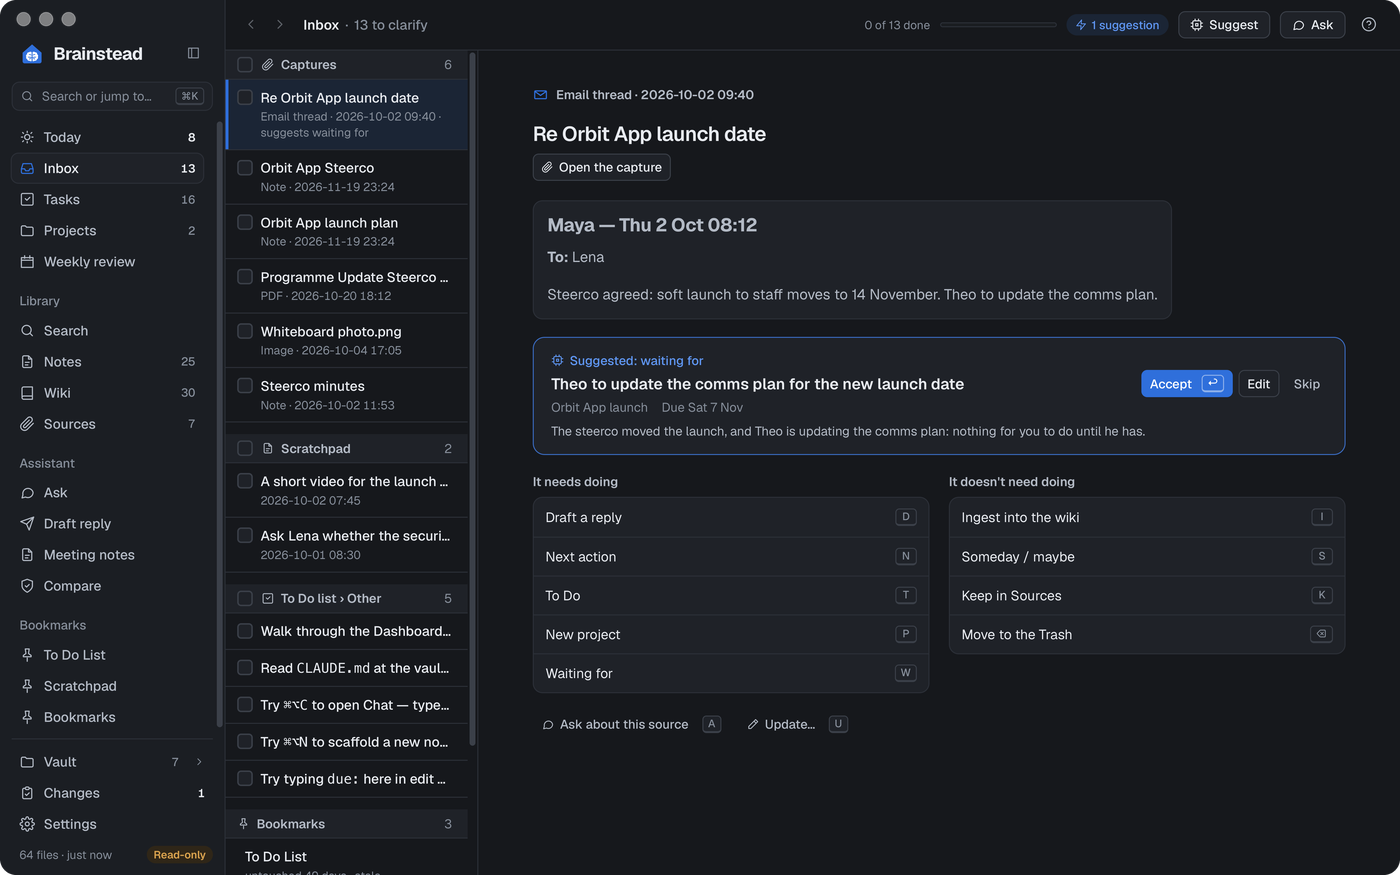 Brainstead
Search or jump to… ⌘K
Today 8
Inbox 13
Tasks 16
Projects 2
Weekly review
Library
Search
Notes 25
Wiki 30
Sources 7
Assistant
Ask
Draft reply
Meeting notes
Compare
Bookmarks
To Do List
Scratchpad
Bookmarks
Vault 7
Changes 1
Settings
64 files · just now Read-only
Inbox · 13 to clarify
0 of 13 done
1 suggestion
Suggest
Ask
Captures 6
Re Orbit App launch date
Email thread · 2026-10-02 09:40 ·
suggests waiting for
Orbit App Steerco
Note · 2026-11-19 23:24
Orbit App launch plan
Note · 2026-11-19 23:24
Programme Update Steerco …
PDF · 2026-10-20 18:12
Whiteboard photo.png
Image · 2026-10-04 17:05
Steerco minutes
Note · 2026-10-02 11:53
Scratchpad 2
A short video for the launch …
2026-10-02 07:45
Ask Lena whether the securi…
2026-10-01 08:30
To Do list › Other 5
Walk through the Dashboard…
Read CLAUDE.md at the vaul…
Try ⌘⌥C to open Chat — type…
Try ⌘⌥N to scaffold a new no…
Try typing due: here in edit …
Bookmarks 3
To Do List
Email thread · 2026-10-02 09:40
Re Orbit App launch date
Open the capture
Maya — Thu 2 Oct 08:12
To: Lena
Steerco agreed: soft launch to staff moves to 14 November. Theo to update the comms plan.
Suggested: waiting for
Theo to update the comms plan for the new launch date
Accept
Edit
Skip
Orbit App launch Due Sat 7 Nov
The steerco moved the launch, and Theo is updating the comms plan: nothing for you to do until he has.
It needs doing
Draft a reply D
Next action N
To Do T
New project P
Waiting for W
It doesn't need doing
Ingest into the wiki I
Someday / maybe S
Keep in Sources K
Move to the Trash ⌫
Ask about this source A
Update… U